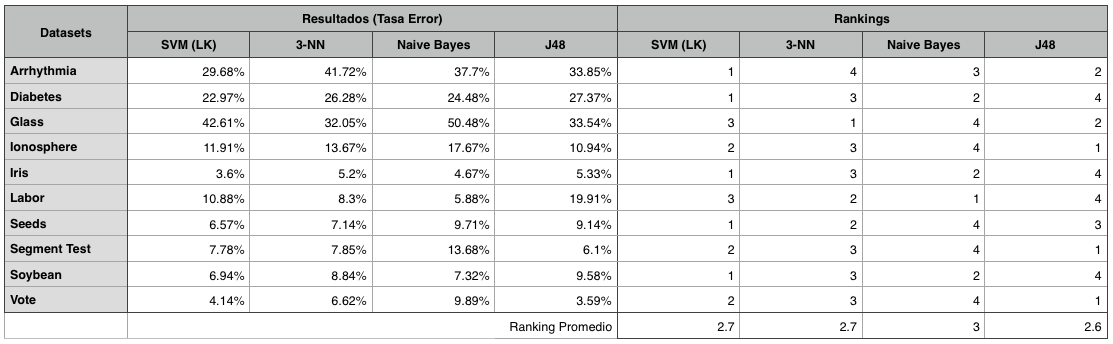 Datasets Resultados (Tasa Error) Rankings
SVM (LK) 3-NN Naive Bayes J48 SVM (LK) 3-NN Naive Bayes J48
Arrhythmia 29.68% 41.72% 37.7% 33.85% 1 4 3 2
Diabetes 22.97% 26.28% 24.48% 27.37% 1 3 2 4
Glass 42.61% 32.05% 50.48% 33.54% 3 1 4 2
Ionosphere 11.91% 13.67% 17.67% 10.94% 2 3 4 1
Iris 3.6% 5.2% 4.67% 5.33% 1 3 2 4
Labor 10.88% 8.3% 5.88% 19.91% 3 2 1 4
Seeds 6.57% 7.14% 9.71% 9.14% 1 2 4 3
Segment Test 7.78% 7.85% 13.68% 6.1% 2 3 4 1
Soybean 6.94% 8.84% 7.32% 9.58% 1 3 2 4
Vote 4.14% 6.62% 9.89% 3.59% 2 3 4 1
Ranking Promedio 2.7 2.7 3 2.6